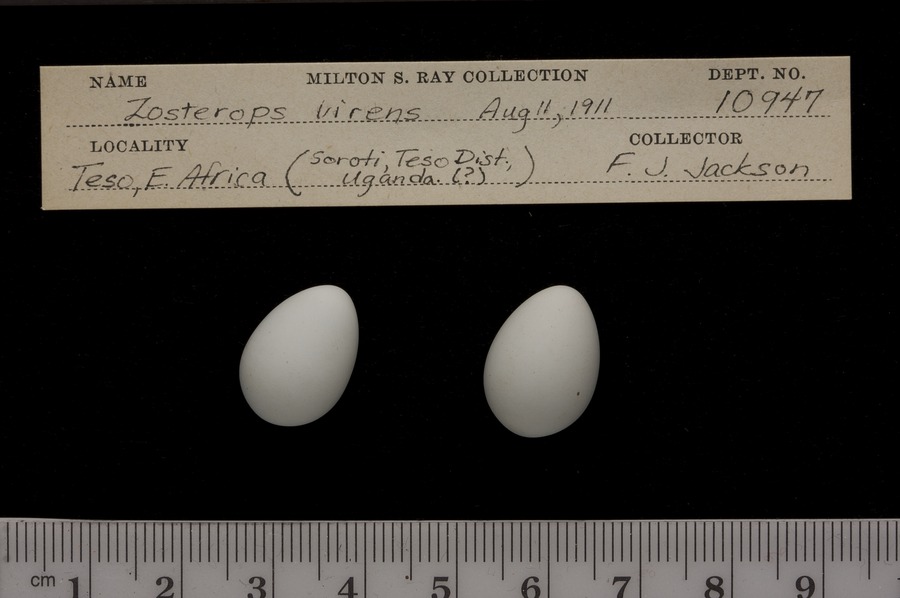 NAME MILTON S. RAY COLLECTION DEPT. NO.
Zosterops virens Aug 11, 1911 10947
LOCALITY COLLECTOR
Teso, E. Africa (Soroti, Teso Dist., Uganda. (?)) F. J. Jackson
cm 1 2 3 4 5 6 7 8 9